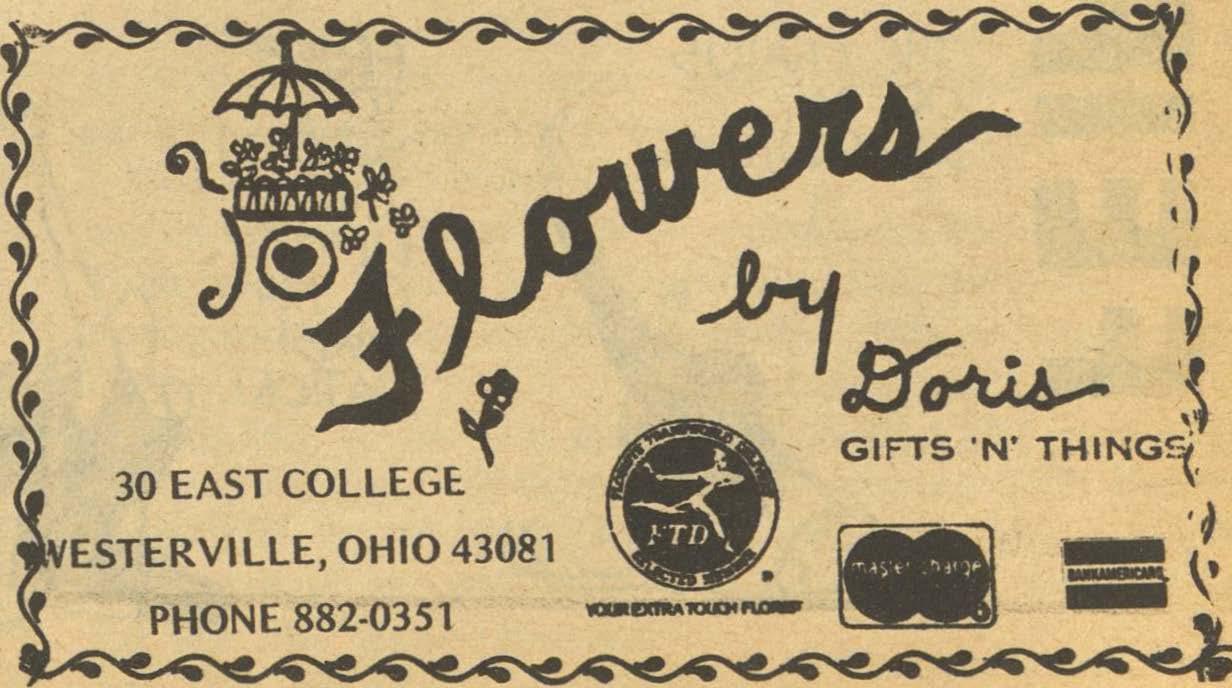 Flowers
by
Doris
GIFTS 'N' THINGS
30 EAST COLLEGE
WESTERVILLE, OHIO 43081
PHONE 882-0351
FTD
YOUR EXTRA TOUCH FLORIST
master charge
BANKAMERICARD